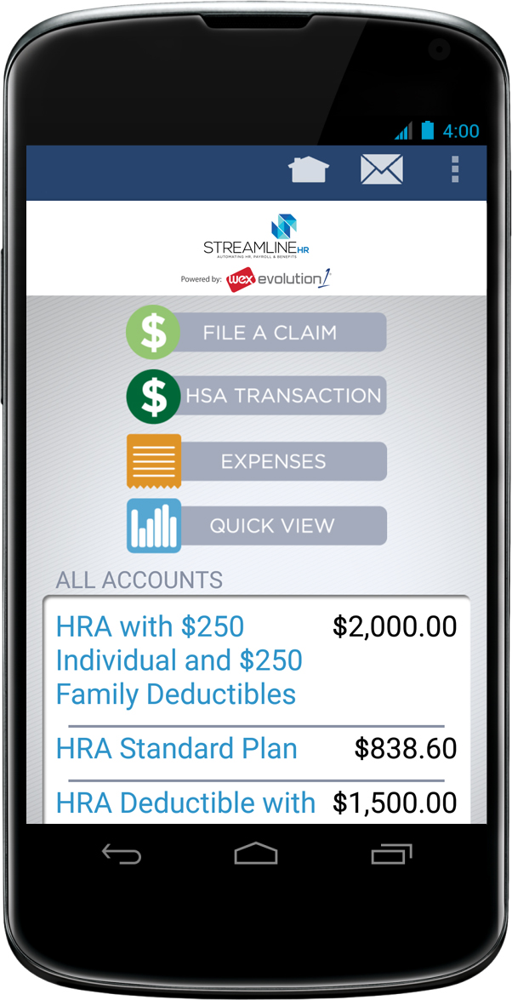 4:00
STREAMLINEHR
AUTOMATING HR, PAYROLL & BENEFITS
Powered by: wex evolution1
FILE A CLAIM
HSA TRANSACTION
EXPENSES
QUICK VIEW
ALL ACCOUNTS
HRA with $250 $2,000.00
Individual and $250
Family Deductibles
HRA Standard Plan $838.60
HRA Deductible with $1,500.00